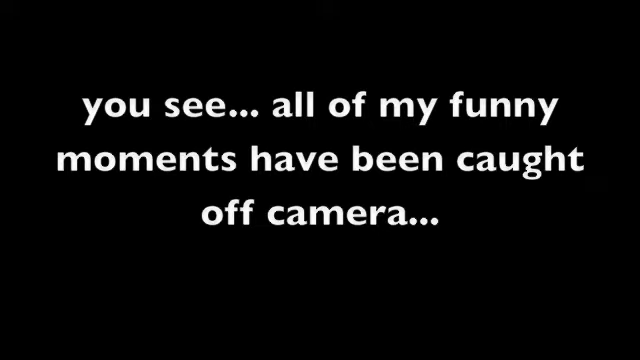 you see... all of my funny
moments have been caught
off camera...